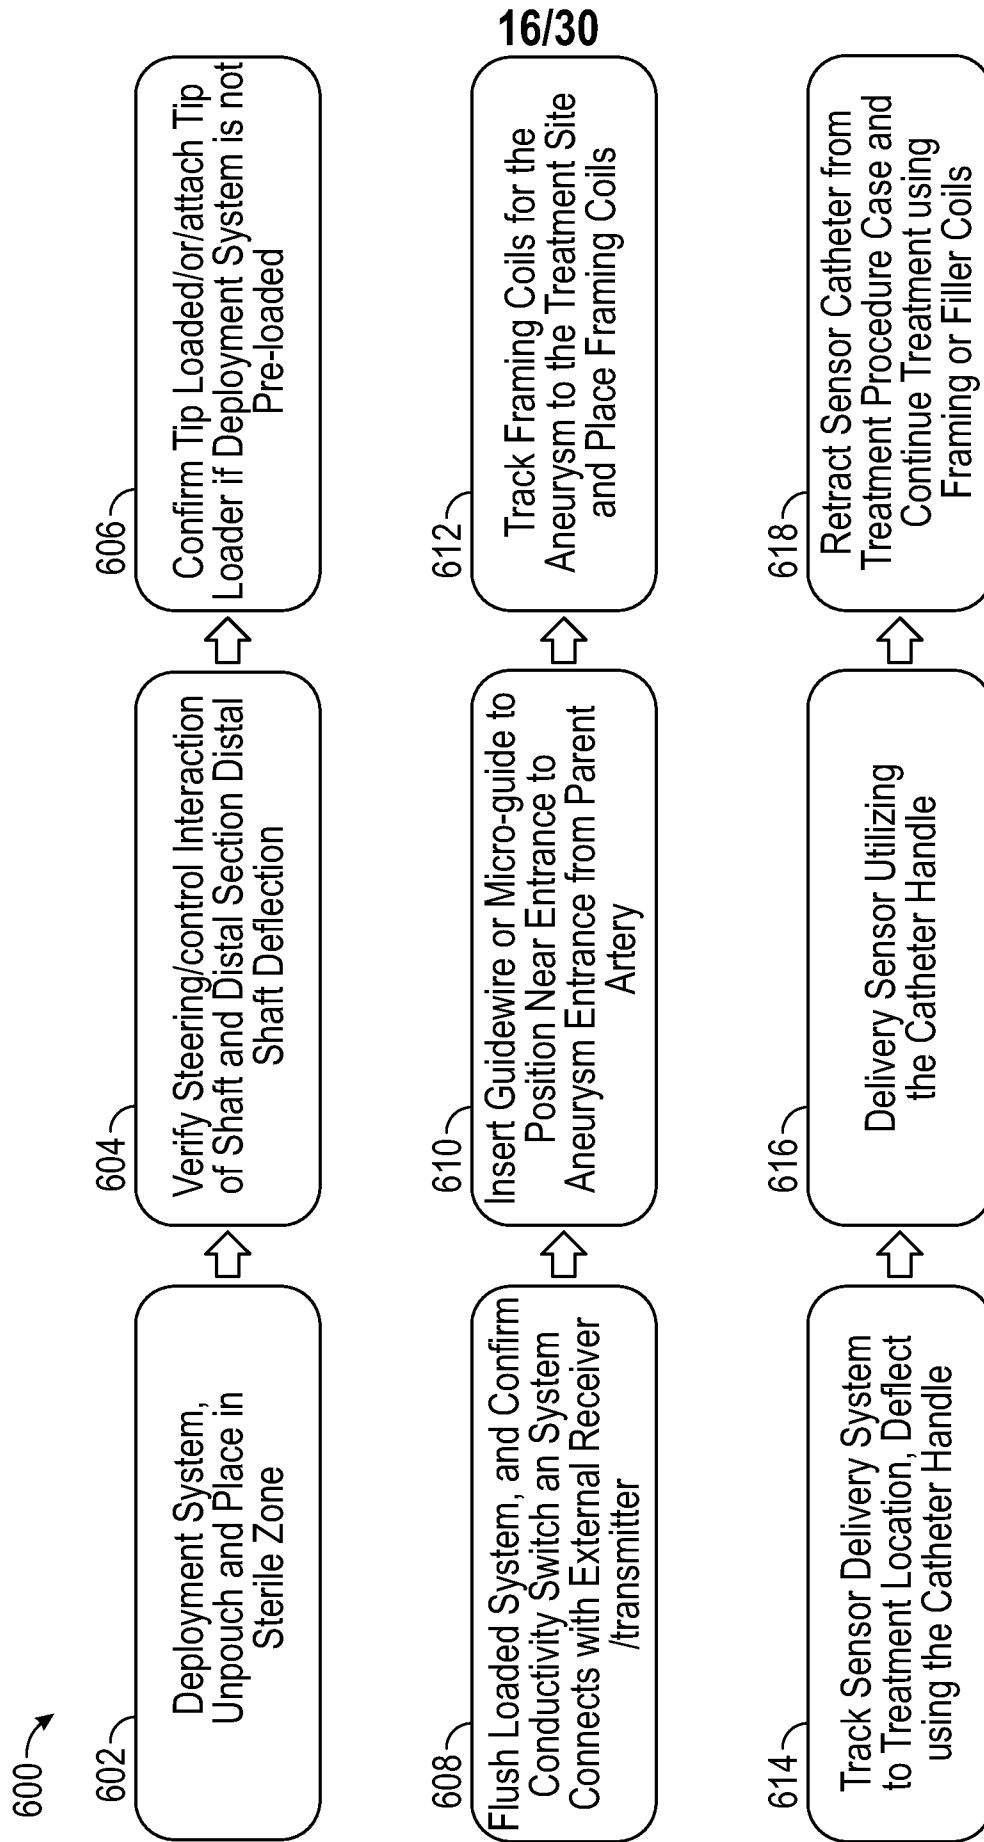 16/30
600
602
Deployment System,
Unpouch and Place in
Sterile Zone
604
Verify Steering/control Interaction
of Shaft and Distal Section Distal
Shaft Deflection
606
Confirm Tip Loaded/or/attach Tip
Loader if Deployment System is not
Pre-loaded
608
Flush Loaded System, and Confirm
Conductivity Switch an System
Connects with External Receiver
/transmitter
610
Insert Guidewire or Micro-guide to
Position Near Entrance to
Aneurysm Entrance from Parent
Artery
612
Track Framing Coils for the
Aneurysm to the Treatment Site
and Place Framing Coils
614
Track Sensor Delivery System
to Treatment Location, Deflect
using the Catheter Handle
616
Delivery Sensor Utilizing
the Catheter Handle
618
Retract Sensor Catheter from
Treatment Procedure Case and
Continue Treatment using
Framing or Filler Coils